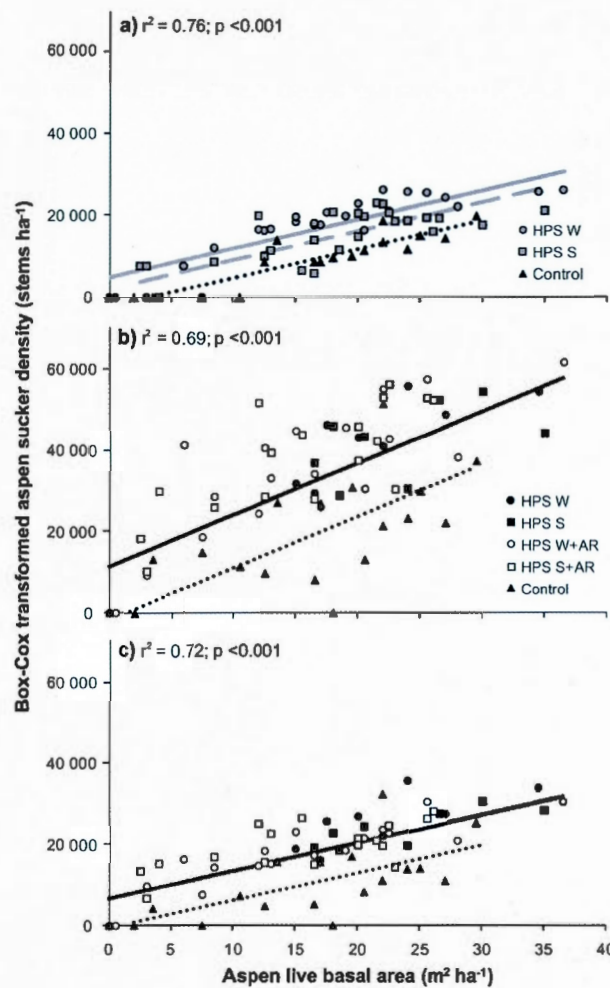 a) r² = 0.76; p <0.001
60 000
40 000
20 000
0
HPS W
HPS S
Control
b) r² = 0.69; p <0.001
60 000
40 000
20 000
0
HPS W
HPS S
HPS W+AR
HPS S+AR
Control
c) r² = 0.72; p <0.001
60 000
40 000
20 000
0
0 5 10 15 20 25 30 35 40
Box-Cox transformed aspen sucker density (stems ha⁻¹)
Aspen live basal area (m² ha⁻¹)